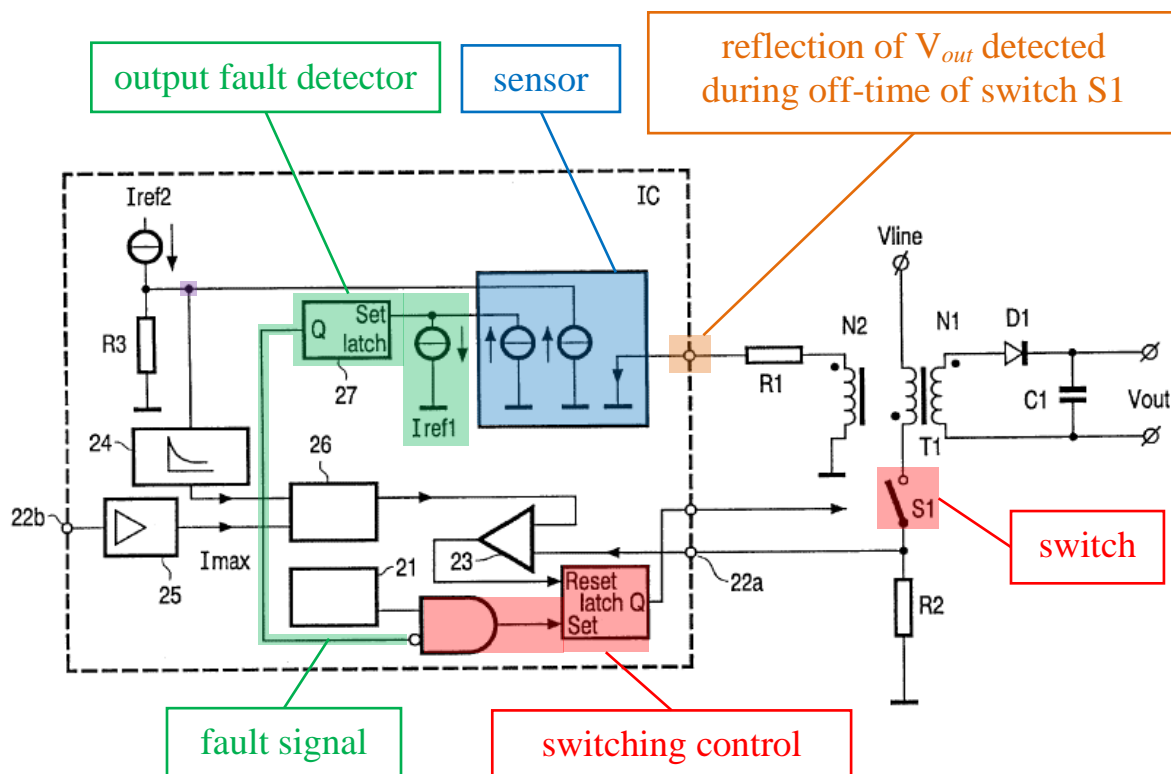 output fault detector
sensor
reflection of Vout detected
during off-time of switch S1
Iref2
IC
Vline
Q
Set
latch
27
R3
Iref1
R1
N2
N1
D1
C1
Vout
T1
24
26
S1
22b
25
Imax
21
23
22a
switch
Reset
latch Q
Set
R2
fault signal
switching control